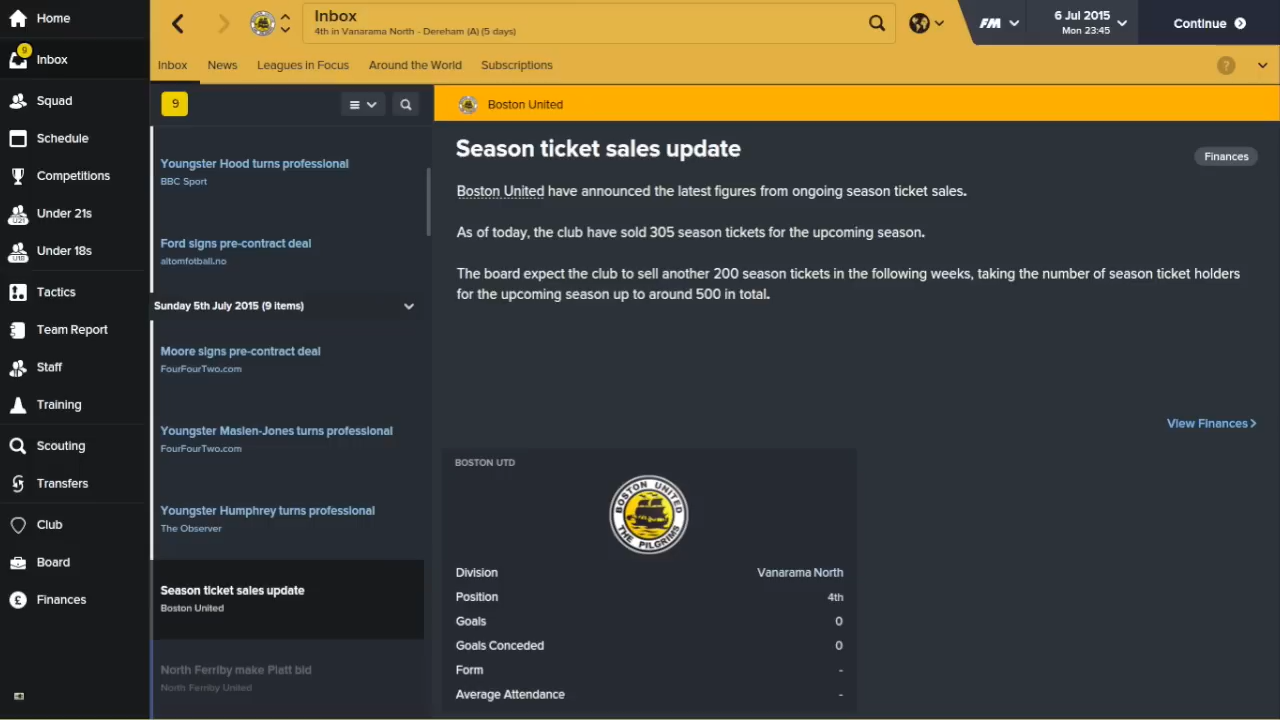 Home
Inbox
9
Squad
Schedule
Competitions
Under 21s
U21
Under 18s
U18
Tactics
Team Report
Staff
Training
Scouting
Transfers
Club
Board
£ Finances
Inbox
4th in Vanarama North - Dereham (A) (5 days)
FM
6 Jul 2015
Mon 23:45
Continue
Inbox News Leagues in Focus Around the World Subscriptions
?
9
Youngster Hood turns professional
BBC Sport
Ford signs pre-contract deal
altomfotball.no
Sunday 5th July 2015 (9 items)
Moore signs pre-contract deal
FourFourTwo.com
Youngster Maslen-Jones turns professional
FourFourTwo.com
Youngster Humphrey turns professional
The Observer
Season ticket sales update
Boston United
North Ferriby make Platt bid
North Ferriby United
Boston United
Season ticket sales update
Finances
Boston United have announced the latest figures from ongoing season ticket sales.
As of today, the club have sold 305 season tickets for the upcoming season.
The board expect the club to sell another 200 season tickets in the following weeks, taking the number of season ticket holders
for the upcoming season up to around 500 in total.
View Finances
BOSTON UTD
BOSTON UNITED
THE PILGRIMS
Division Vanarama North
Position 4th
Goals 0
Goals Conceded 0
Form -
Average Attendance -